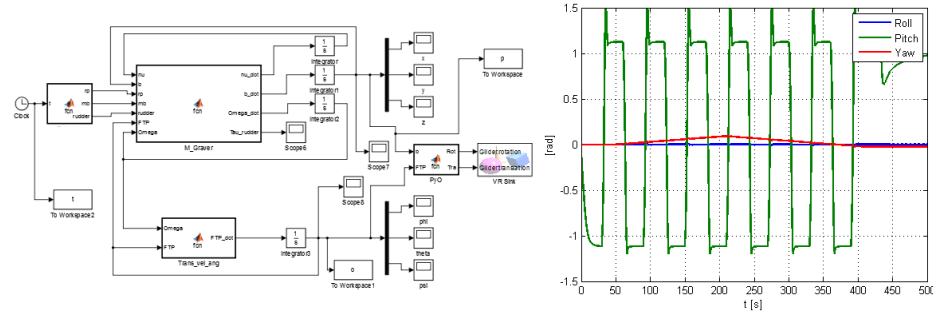 Clock
t
fcn
rp
mb
rudder
nu
b
rp
mb
rudder
FTP
Omega
fcn
nu_dot
b_dot
Omega_dot
Tau_rudder
M_Graver
1
s
Integrator
1
s
Integrator1
1
s
Integrator2
Scope6
Scope7
x
y
z
p
To Workspace
o
FTP
fcn
Rot
Tra
PyO
Glider.rotation
Glider.translation
VR Sink
t
To Workspace2
Omega
FTP
fcn
FTP_dot
Trans_vel_ang
1
s
Integrator3
Scope8
o
To Workspace1
phi
theta
psi
Roll
Pitch
Yaw
1.5
1
0.5
0
-0.5
-1
-1.5
[rad]
0 50 100 150 200 250 300 350 400 450 500
t [s]